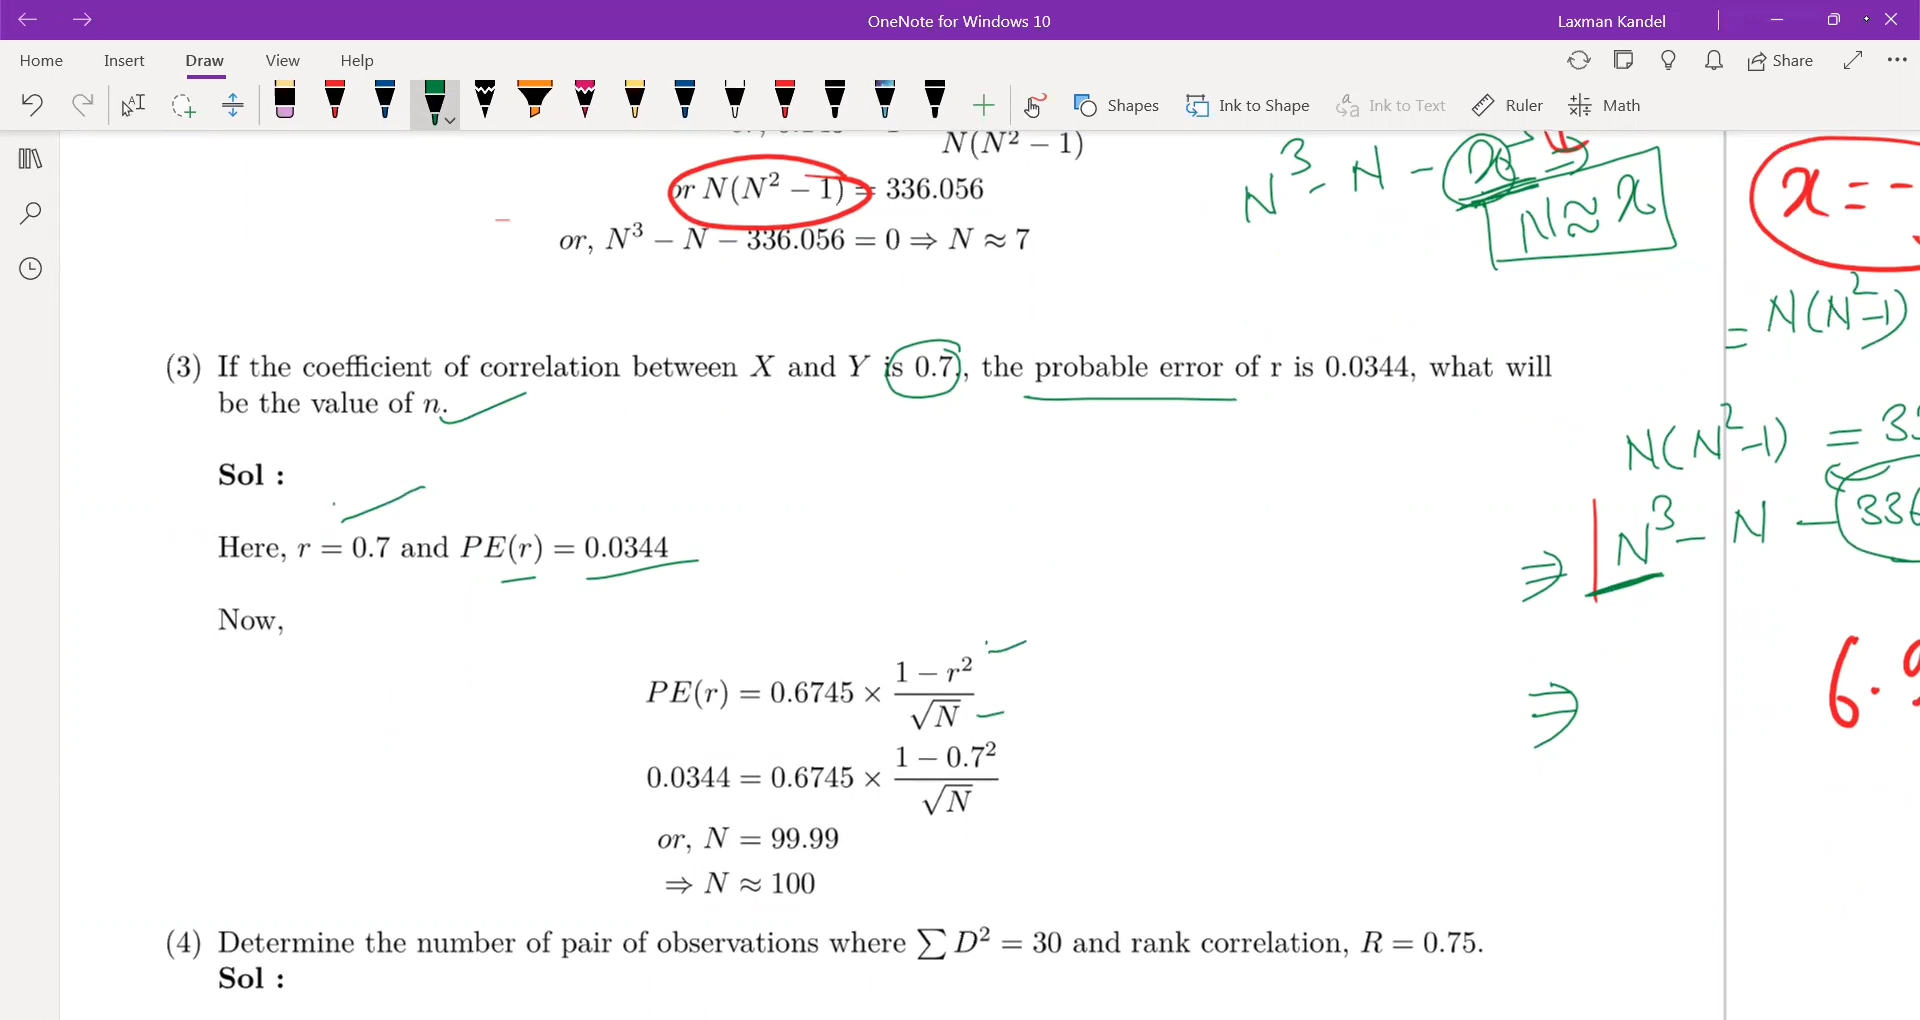 OneNote for Windows 10
Laxman Kandel
Home Insert Draw View Help
Share
Shapes Ink to Shape Ink to Text Ruler Math
N(N² − 1)
or N(N² − 1) = 336.056
or, N³ − N − 336.056 = 0 ⇒ N ≈ 7
N³ - N -
N ≈ x
x = -
= N(N²-1)
(3) If the coefficient of correlation between X and Y is 0.7, the probable error of r is 0.0344, what will
be the value of n.
N(N²-1) = 33
Sol :
⇒ N³ - N - 336
Here, r = 0.7 and PE(r) = 0.0344
Now,
PE(r) = 0.6745 × (1 − r²)/√N
⇒ 6.9
0.0344 = 0.6745 × (1 − 0.7²)/√N
or, N = 99.99
⇒ N ≈ 100
(4) Determine the number of pair of observations where ∑ D² = 30 and rank correlation, R = 0.75.
Sol :